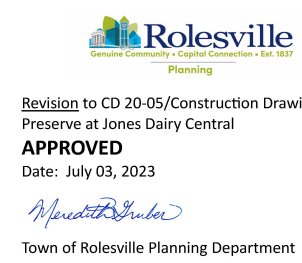 Rolesville
Genuine Community • Capital Connection • Est. 1837
Planning
Revision to CD 20-05/Construction Drawi
Preserve at Jones Dairy Central
APPROVED
Date: July 03, 2023
Meredith Gruber
Town of Rolesville Planning Department